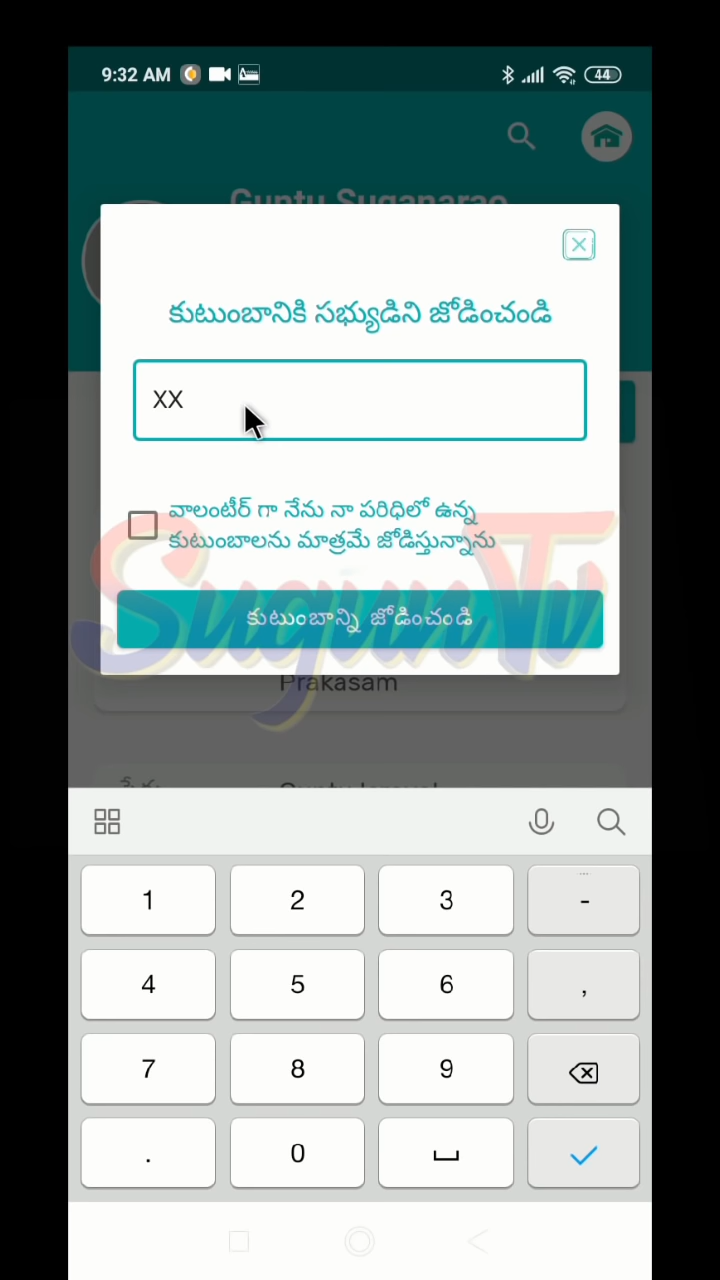 9:32 AM
44
Guntu Suganarao
కుటుంబానికి సభ్యుడిని జోడించండి
XX
వాలంటీర్ గా నేను నా పరిధిలో ఉన్న
కుటుంబాలను మాత్రమే జోడిస్తున్నాను
SugunTv
కుటుంబాన్ని జోడించండి
Prakasam
1 2 3 -
4 5 6 ,
7 8 9
. 0